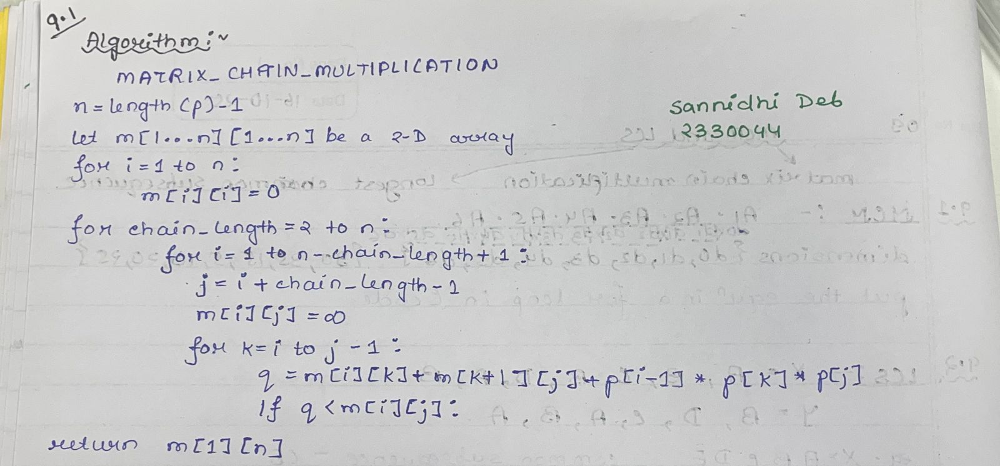 9.1
Algorithm:~
MATRIX_CHAIN_MULTIPLICATION
n = length (p)-1
Sannidhi Deb
2330044
Let m[1...n][1...n] be a 2-D array
for i=1 to n:
m[i][i]=0
for chain_length=2 to n:
for i=1 to n-chain_length+1:
j=i+chain_length-1
m[i][j]=∞
for k=i to j-1:
q=m[i][k]+m[k+1][j]+p[i-1]*p[k]*p[j]
If q<m[i][j]:
return m[1][n]